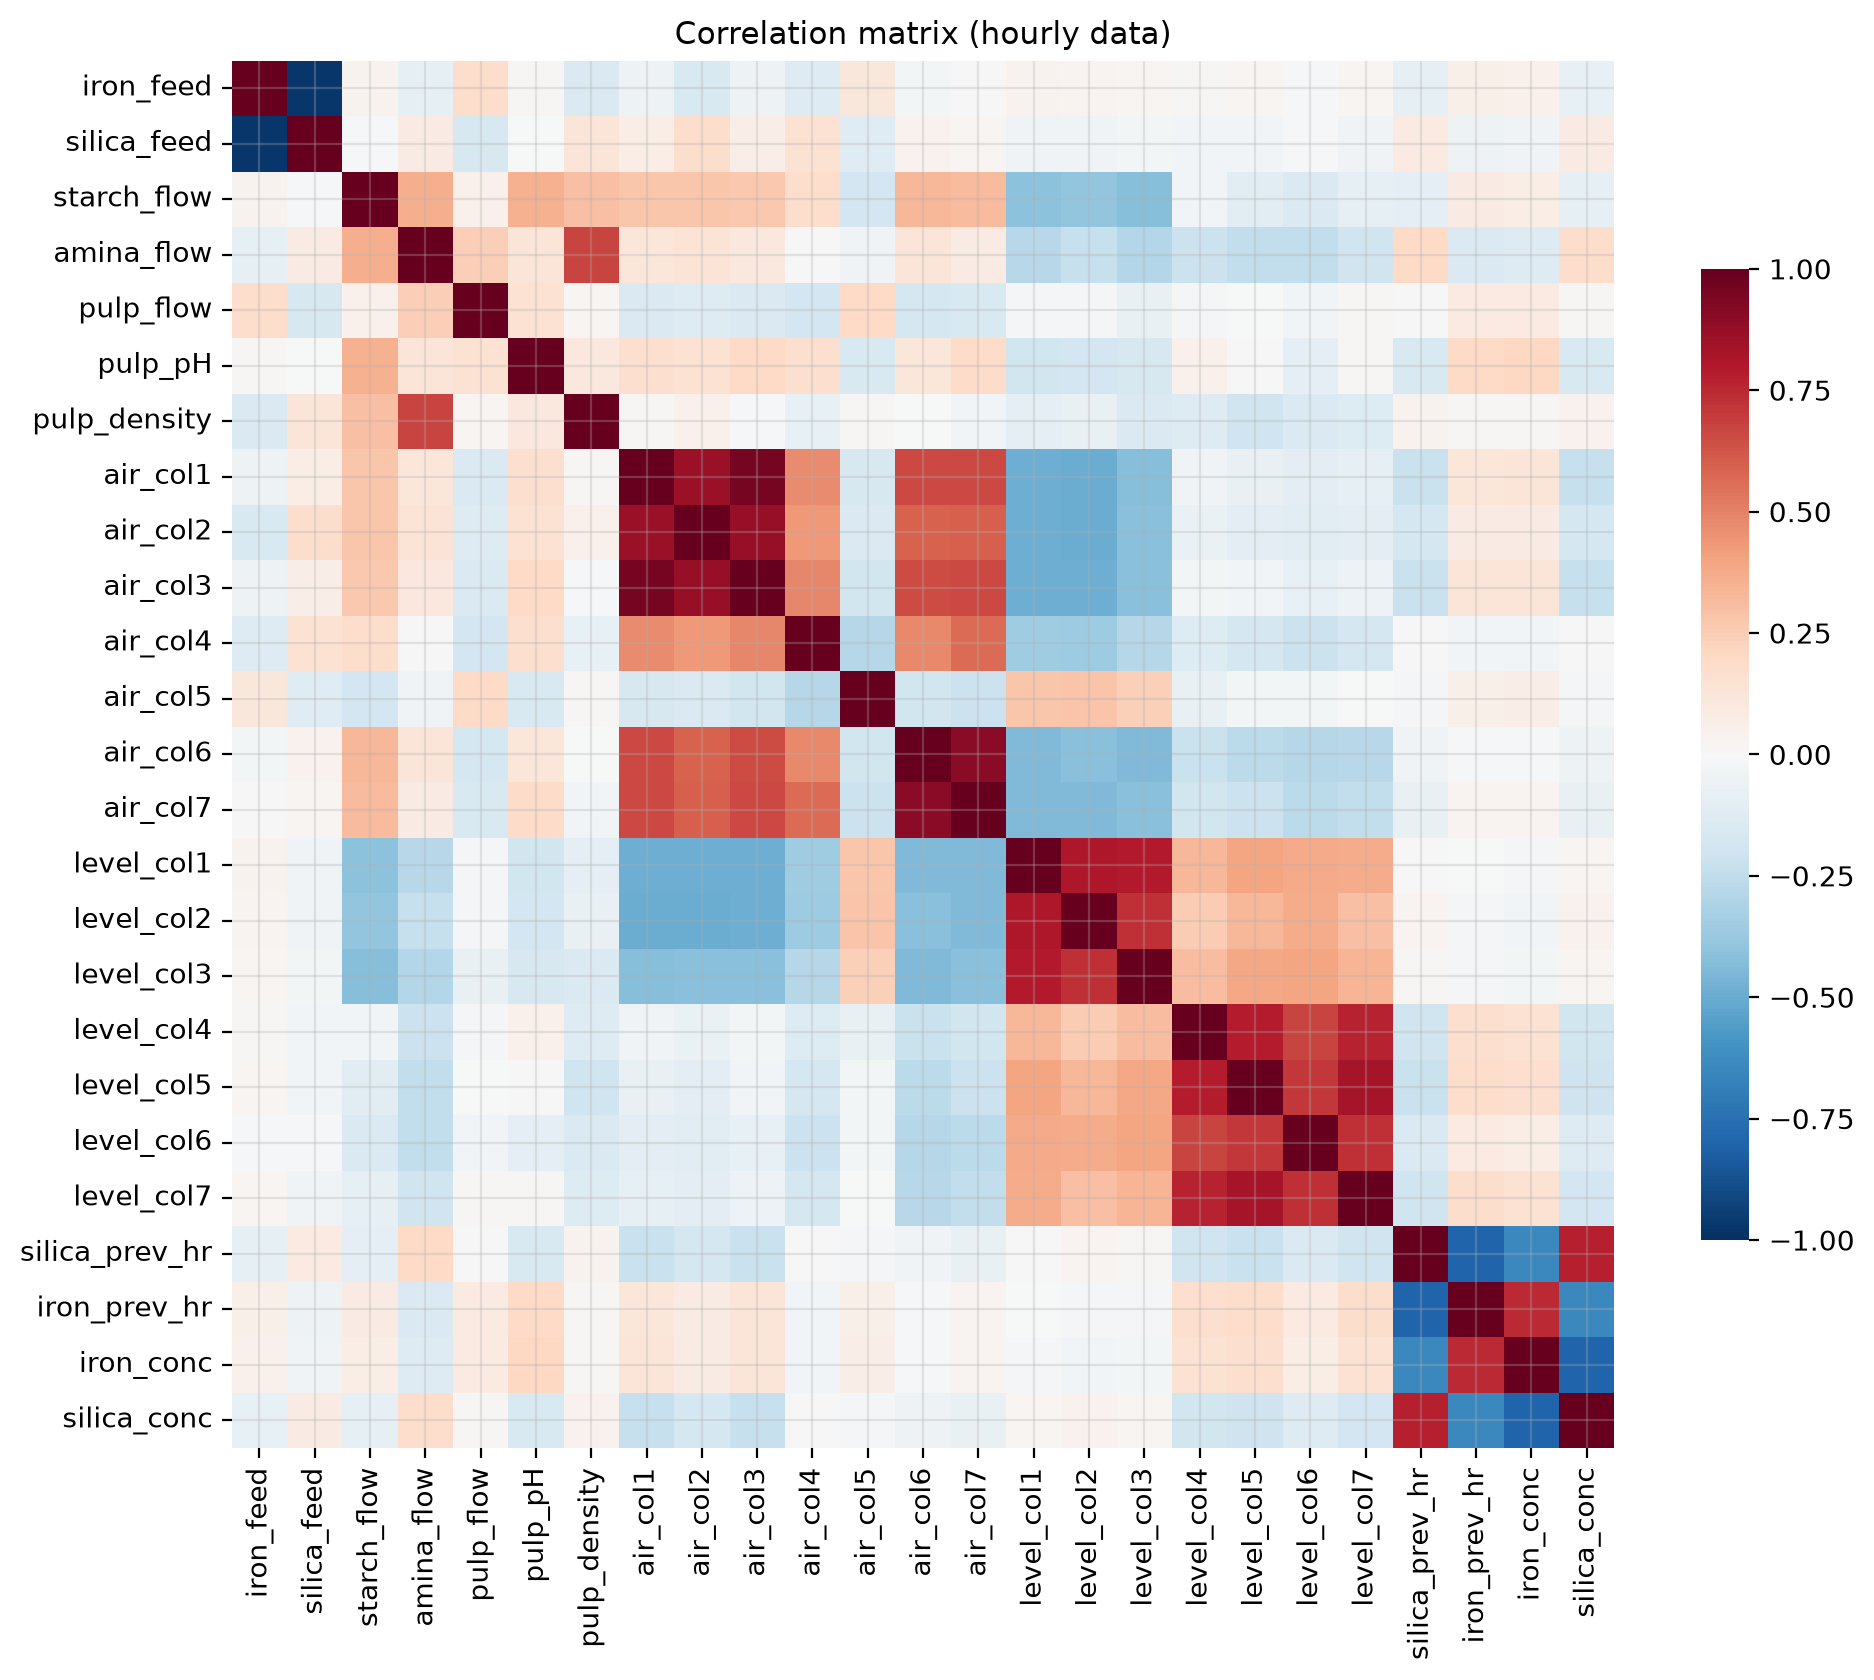 Correlation matrix (hourly data)
iron_feed
silica_feed
starch_flow
amina_flow
pulp_flow
pulp_pH
pulp_density
air_col1
air_col2
air_col3
air_col4
air_col5
air_col6
air_col7
level_col1
level_col2
level_col3
level_col4
level_col5
level_col6
level_col7
silica_prev_hr
iron_prev_hr
iron_conc
silica_conc
iron_feed
silica_feed
starch_flow
amina_flow
pulp_flow
pulp_pH
pulp_density
air_col1
air_col2
air_col3
air_col4
air_col5
air_col6
air_col7
level_col1
level_col2
level_col3
level_col4
level_col5
level_col6
level_col7
silica_prev_hr
iron_prev_hr
iron_conc
silica_conc
1.00
0.75
0.50
0.25
0.00
−0.25
−0.50
−0.75
−1.00